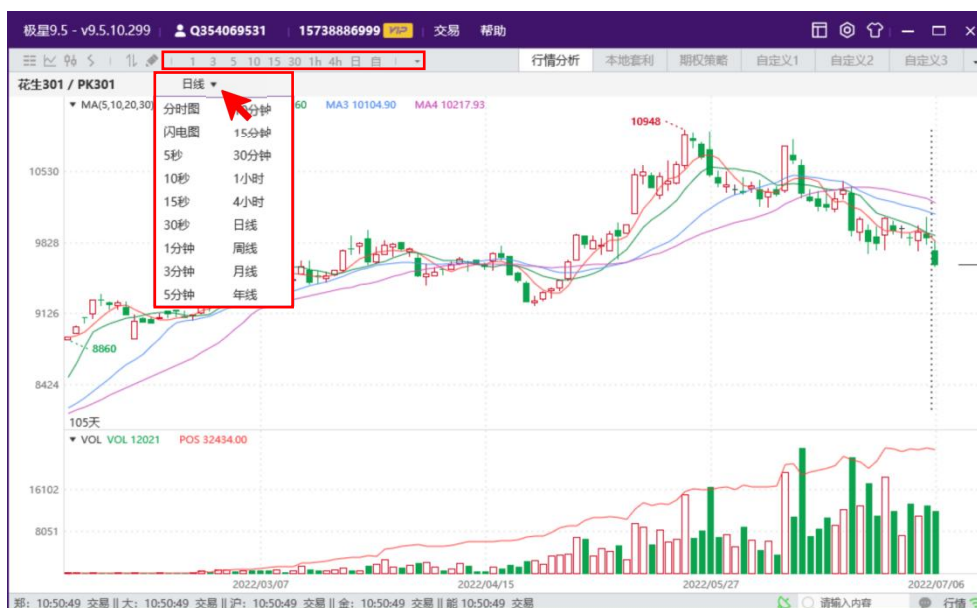 极星9.5 - v9.5.10.299 Q354069531 15738886999 VIP 交易 帮助
1 3 5 10 15 30 1h 4h 日 自 行情分析 本地套利 期权策略 自定义1 自定义2 自定义3
花生301 / PK301 日线
MA(5,10,20,30) 60 MA3 10104.90 MA4 10217.93
分时图 分钟
闪电图 15分钟
5秒 30分钟
10秒 1小时
15秒 4小时
30秒 日线
1分钟 周线
3分钟 月线
5分钟 年线
10948
10530
9828
9126
8860
8424
105天
VOL VOL 12021 POS 32434.00
16102
8051
2022/03/07 2022/04/15 2022/05/27 2022/07/06
郑: 10:50:49 交易 || 大: 10:50:49 交易 || 沪: 10:50:49 交易 || 金: 10:50:49 交易 || 能 10:50:49 交易 请输入内容 行情